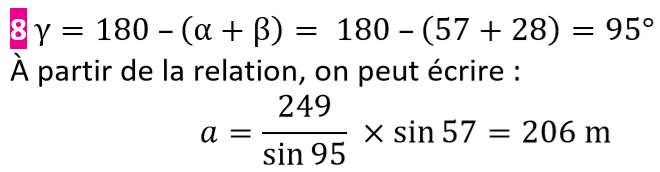 8 γ = 180 – (α + β) = 180 – (57 + 28) = 95°
À partir de la relation, on peut écrire :
a = 249 / sin 95 × sin 57 = 206 m